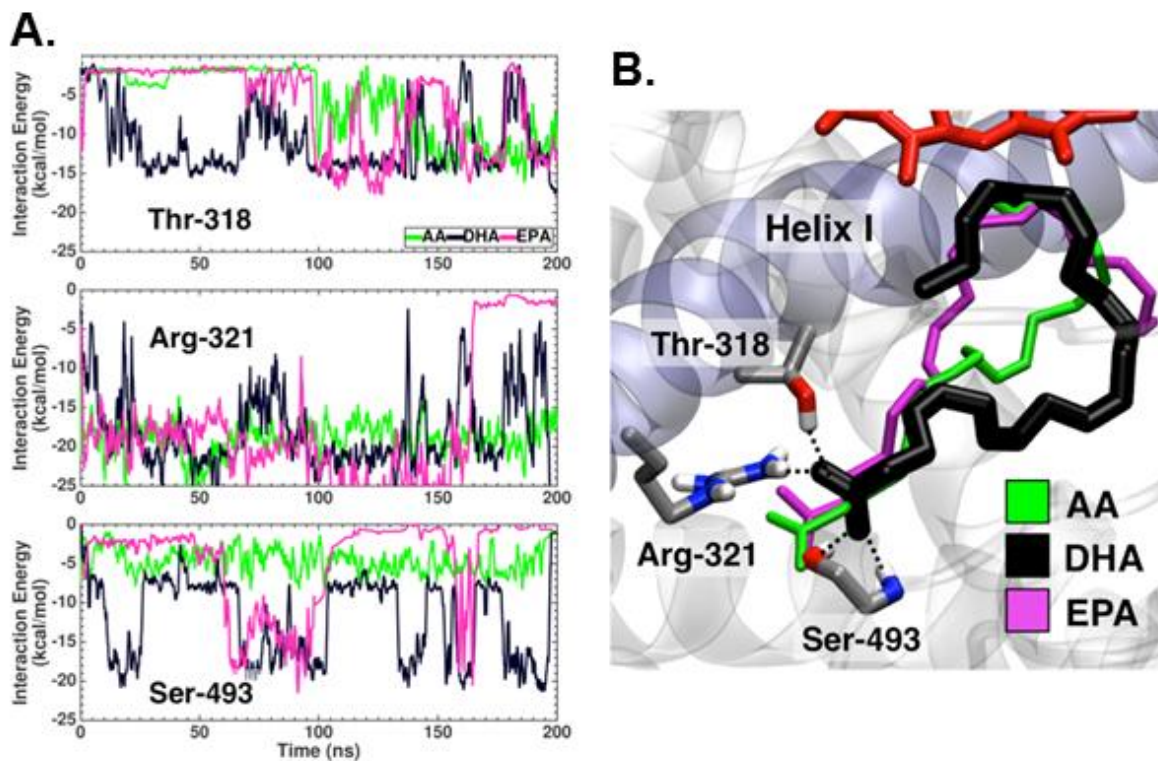 A.
Interaction Energy
(kcal/mol)
-5
-10
-15
-20
-25
Thr-318
AA DHA EPA
0 50 100 150 200
Interaction Energy
(kcal/mol)
0
-5
-10
-15
-20
-25
Arg-321
0 50 100 150 200
Interaction Energy
(kcal/mol)
0
-5
-10
-15
-20
-25
Ser-493
0 50 100 150 200
Time (ns)
B.
Helix I
Thr-318
Arg-321
Ser-493
AA
DHA
EPA